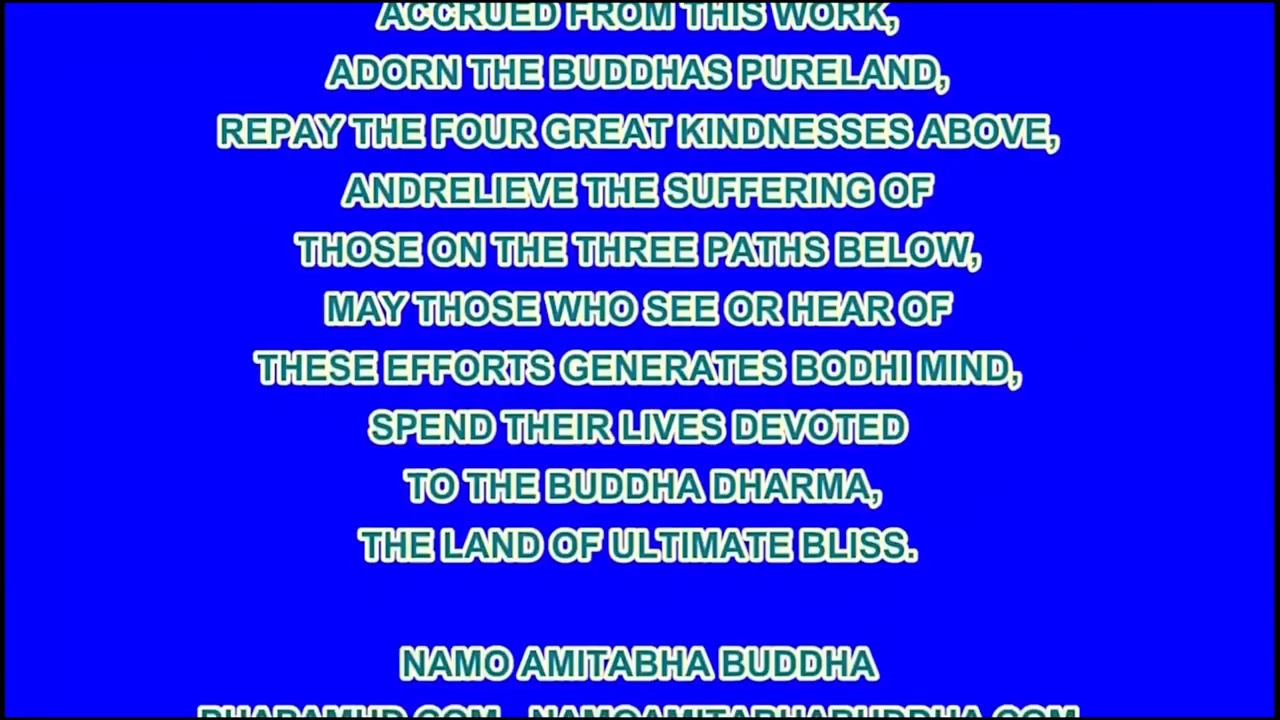 ACCRUED FROM THIS WORK,
ADORN THE BUDDHAS PURELAND,
REPAY THE FOUR GREAT KINDNESSES ABOVE,
ANDRELIEVE THE SUFFERING OF
THOSE ON THE THREE PATHS BELOW,
MAY THOSE WHO SEE OR HEAR OF
THESE EFFORTS GENERATES BODHI MIND,
SPEND THEIR LIVES DEVOTED
TO THE BUDDHA DHARMA,
THE LAND OF ULTIMATE BLISS.
NAMO AMITABHA BUDDHA
NAMOAMITABHABUDDHA.COM